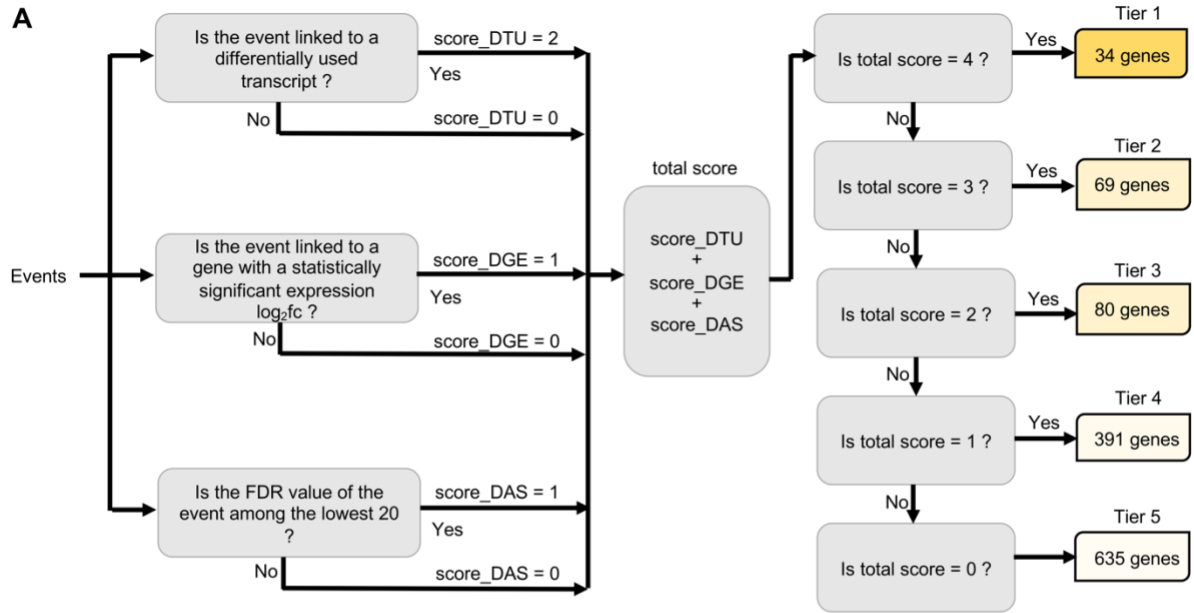 A
Events
Is the event linked to a
differentially used
transcript ?
score_DTU = 2
Yes
No
score_DTU = 0
Is the event linked to a
gene with a statistically
significant expression
log₂fc ?
score_DGE = 1
Yes
No
score_DGE = 0
Is the FDR value of the
event among the lowest 20
?
score_DAS = 1
Yes
No
score_DAS = 0
total score
score_DTU
+
score_DGE
+
score_DAS
Is total score = 4 ?
Yes
Tier 1
34 genes
No
Is total score = 3 ?
Yes
Tier 2
69 genes
No
Is total score = 2 ?
Yes
Tier 3
80 genes
No
Is total score = 1 ?
Yes
Tier 4
391 genes
No
Is total score = 0 ?
Tier 5
635 genes